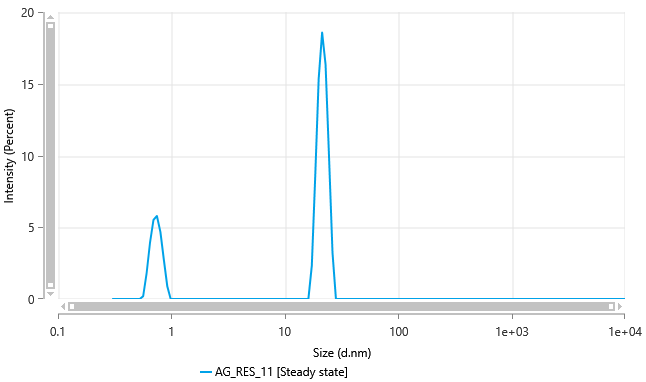 20
15
10
5
0
Intensity (Percent)
0.1 1 10 100 1e+03 1e+04
Size (d.nm)
AG_RES_11 [Steady state]